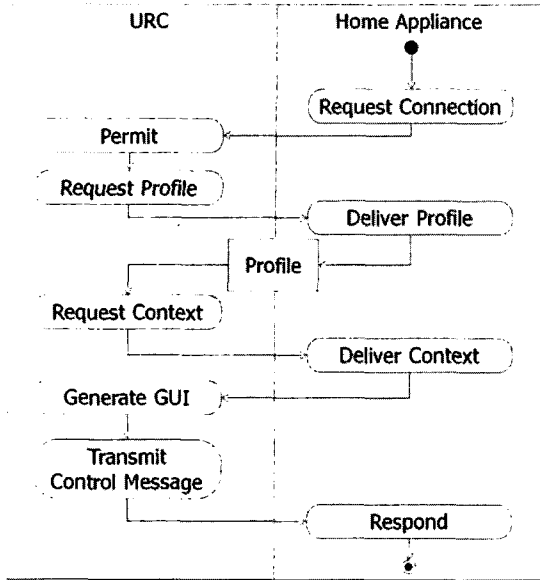 URC
Home Appliance
Request Connection
Permit
Request Profile
Deliver Profile
Profile
Request Context
Deliver Context
Generate GUI
Transmit
Control Message
Respond